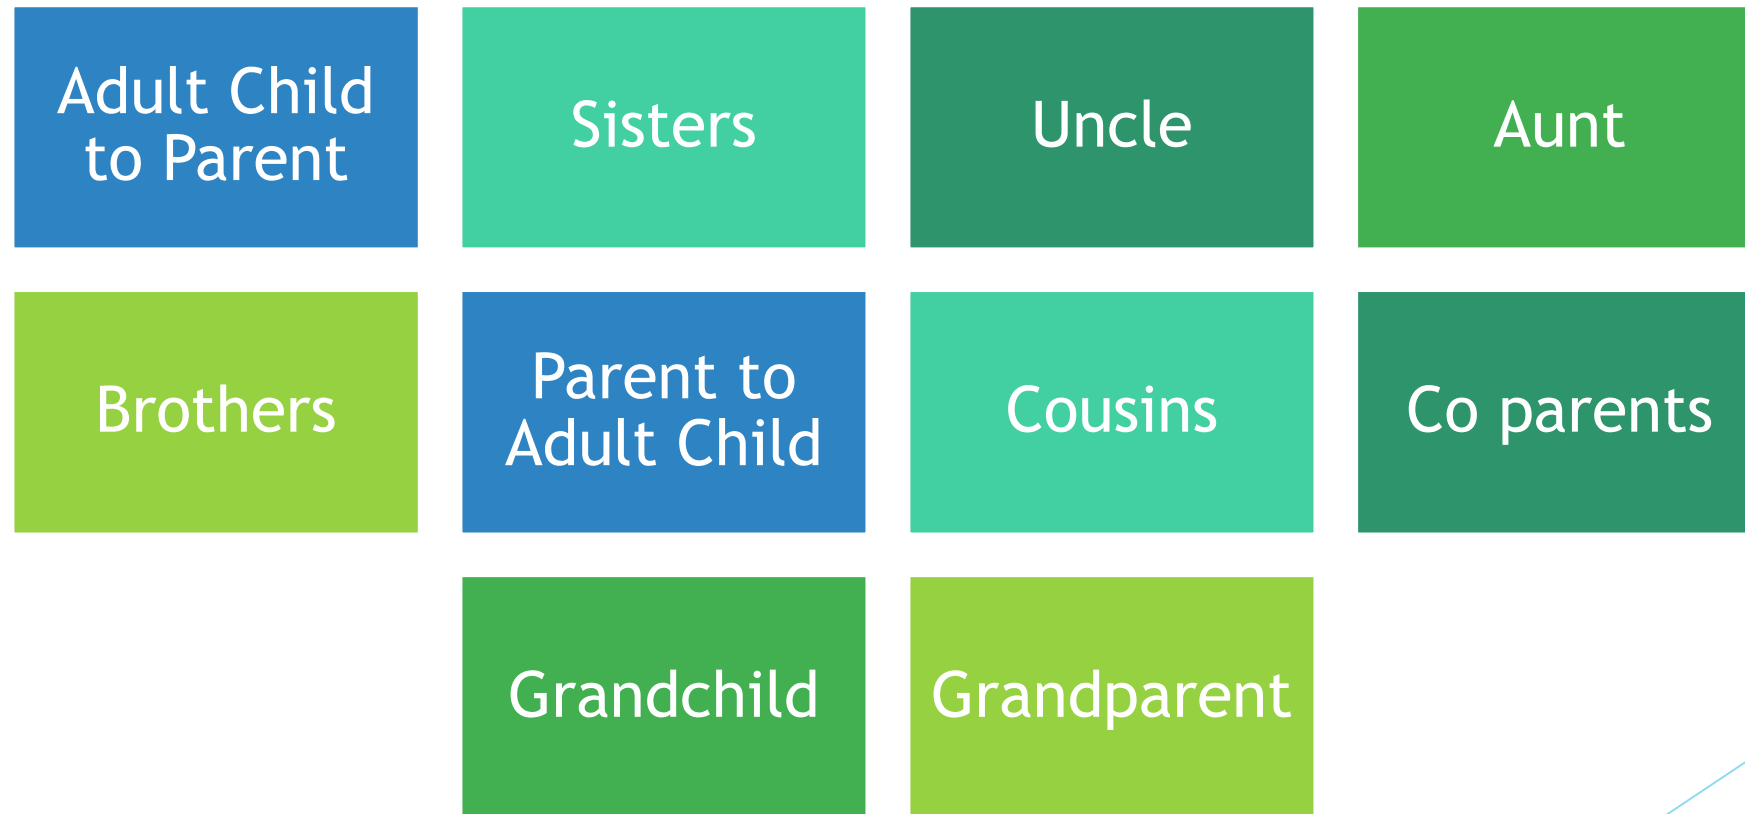 Adult Child
to Parent
Sisters
Uncle
Aunt
Brothers
Parent to
Adult Child
Cousins
Co parents
Grandchild
Grandparent